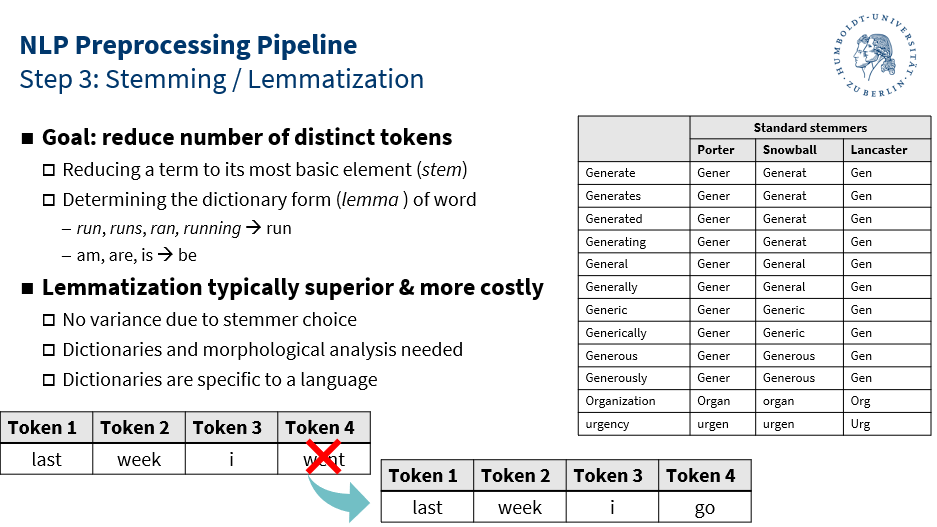 NLP Preprocessing Pipeline
Step 3: Stemming / Lemmatization
HUMBOLDT-UNIVERSITÄT ZU BERLIN
Goal: reduce number of distinct tokens
Reducing a term to its most basic element (stem)
Determining the dictionary form (lemma ) of word
– run, runs, ran, running → run
– am, are, is → be
Lemmatization typically superior & more costly
No variance due to stemmer choice
Dictionaries and morphological analysis needed
Dictionaries are specific to a language
Standard stemmers
Porter Snowball Lancaster
Generate Gener Generat Gen
Generates Gener Generat Gen
Generated Gener Generat Gen
Generating Gener Generat Gen
General Gener General Gen
Generally Gener General Gen
Generic Gener Generic Gen
Generically Gener Generic Gen
Generous Gener Generous Gen
Generously Gener Generous Gen
Organization Organ organ Org
urgency urgen urgen Urg
Token 1 Token 2 Token 3 Token 4
last week i went
Token 1 Token 2 Token 3 Token 4
last week i go